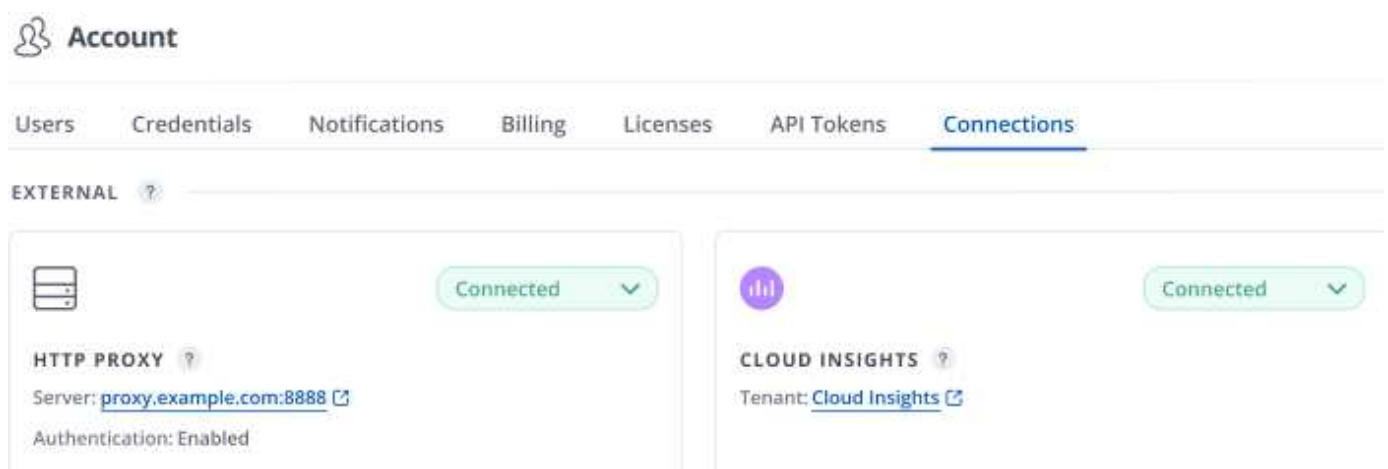 Account
Users Credentials Notifications Billing Licenses API Tokens Connections
EXTERNAL ?
Connected
HTTP PROXY ?
Server: proxy.example.com:8888
Authentication: Enabled
Connected
CLOUD INSIGHTS ?
Tenant: Cloud Insights